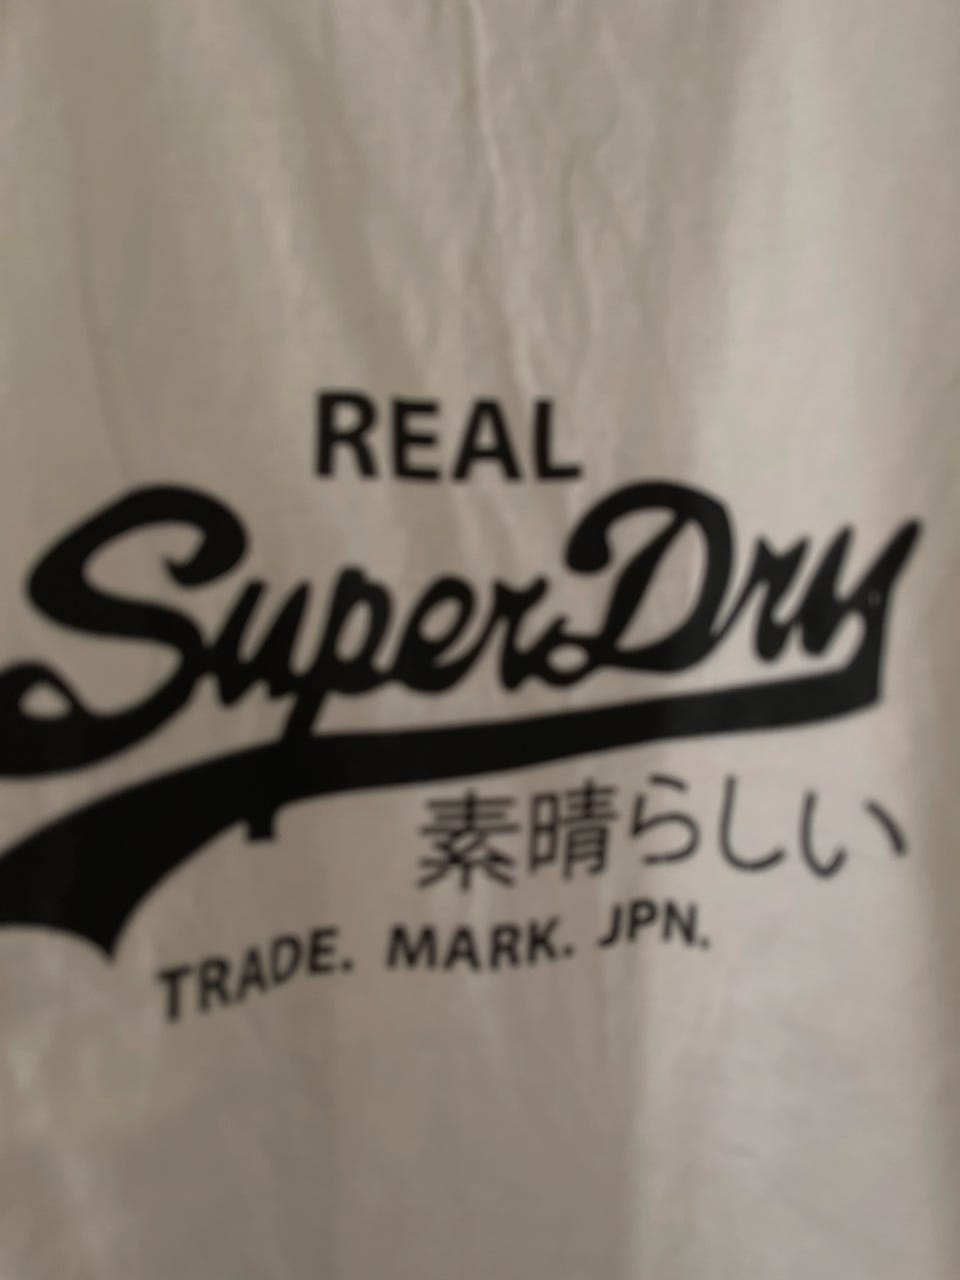 REAL
SuperDry
素晴らしい
TRADE. MARK. JPN.